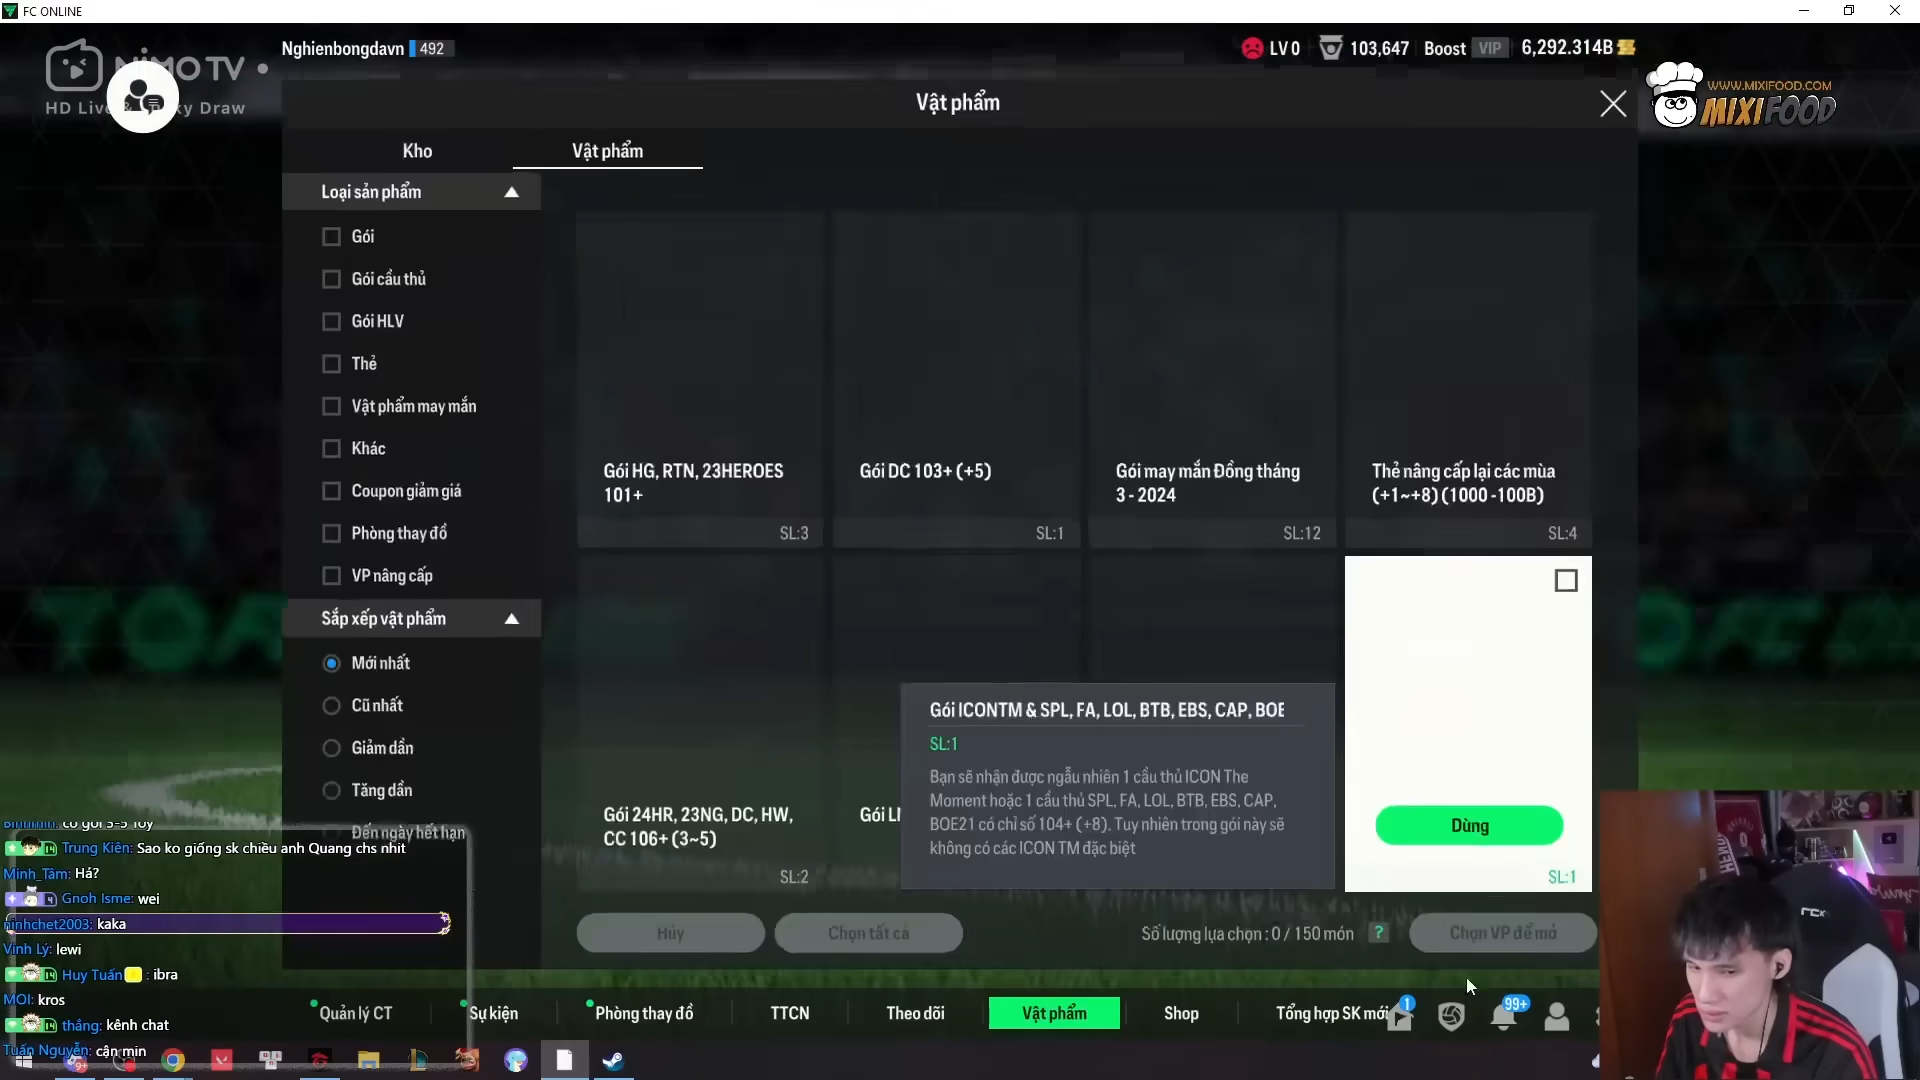 FC ONLINE
NIMO TV
HD Live & ky Draw
Nghienbongdavn 492
LV 0 103,647 Boost VIP 6,292.314B
WWW.MIXIFOOD.COM
MIXIFOOD
Vật phẩm
Kho Vật phẩm
Loại sản phẩm
Gói
Gói cầu thủ
Gói HLV
Thẻ
Vật phẩm may mắn
Khác
Coupon giảm giá
Phòng thay đồ
VP nâng cấp
Sắp xếp vật phẩm
Mới nhất
Cũ nhất
Giảm dần
Tăng dần
Đến ngày hết hạn
Gói HG, RTN, 23HEROES
101+
SL:3
Gói DC 103+ (+5)
SL:1
Gói may mắn Đồng tháng
3 - 2024
SL:12
Thẻ nâng cấp lại các mùa
(+1~+8) (1000 -100B)
SL:4
Gói 24HR, 23NG, DC, HW,
CC 106+ (3~5)
SL:2
Gói
Gói ICONTM & SPL, FA, LOL, BTB, EBS, CAP, BOE
SL:1
Bạn sẽ nhận được ngẫu nhiên 1 cầu thủ ICON The
Moment hoặc 1 cầu thủ SPL, FA, LOL, BTB, EBS, CAP,
BOE21 có chỉ số 104+ (+8). Tuy nhiên trong gói này sẽ
không có các ICON TM đặc biệt
Dùng
SL:1
Hủy Chọn tất cả Số lượng lựa chọn : 0 / 150 món ? Chọn VP để mở
Trung Kiên: Sao ko giống sk chiều anh Quang chs nhit
Minh_Tâm: Hả?
Gnoh Isme: wei
ninhchet2003: kaka
Vinh Lý: lewi
Huy Tuấn : ibra
MOI: kros
thắng: kênh chat
Tuấn Nguyễn: cận min
Quản lý CT Sự kiện Phòng thay đồ TTCN Theo dõi Vật phẩm Shop Tổng hợp SK mới 1 99+